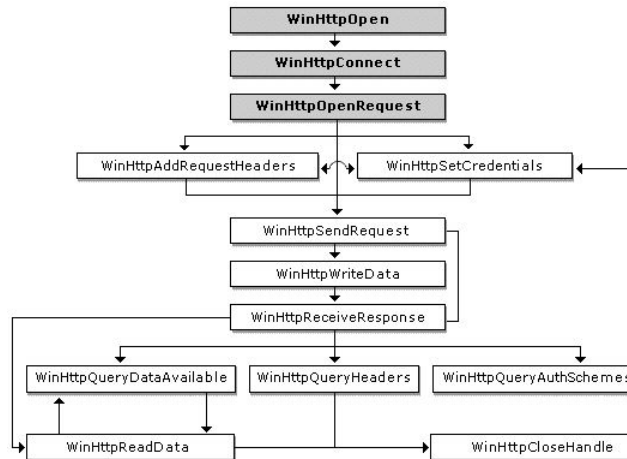 WinHttpOpen
WinHttpConnect
WinHttpOpenRequest
WinHttpAddRequestHeaders
WinHttpSetCredentials
WinHttpSendRequest
WinHttpWriteData
WinHttpReceiveResponse
WinHttpQueryDataAvailable
WinHttpQueryHeaders
WinHttpQueryAuthSchemes
WinHttpReadData
WinHttpCloseHandle